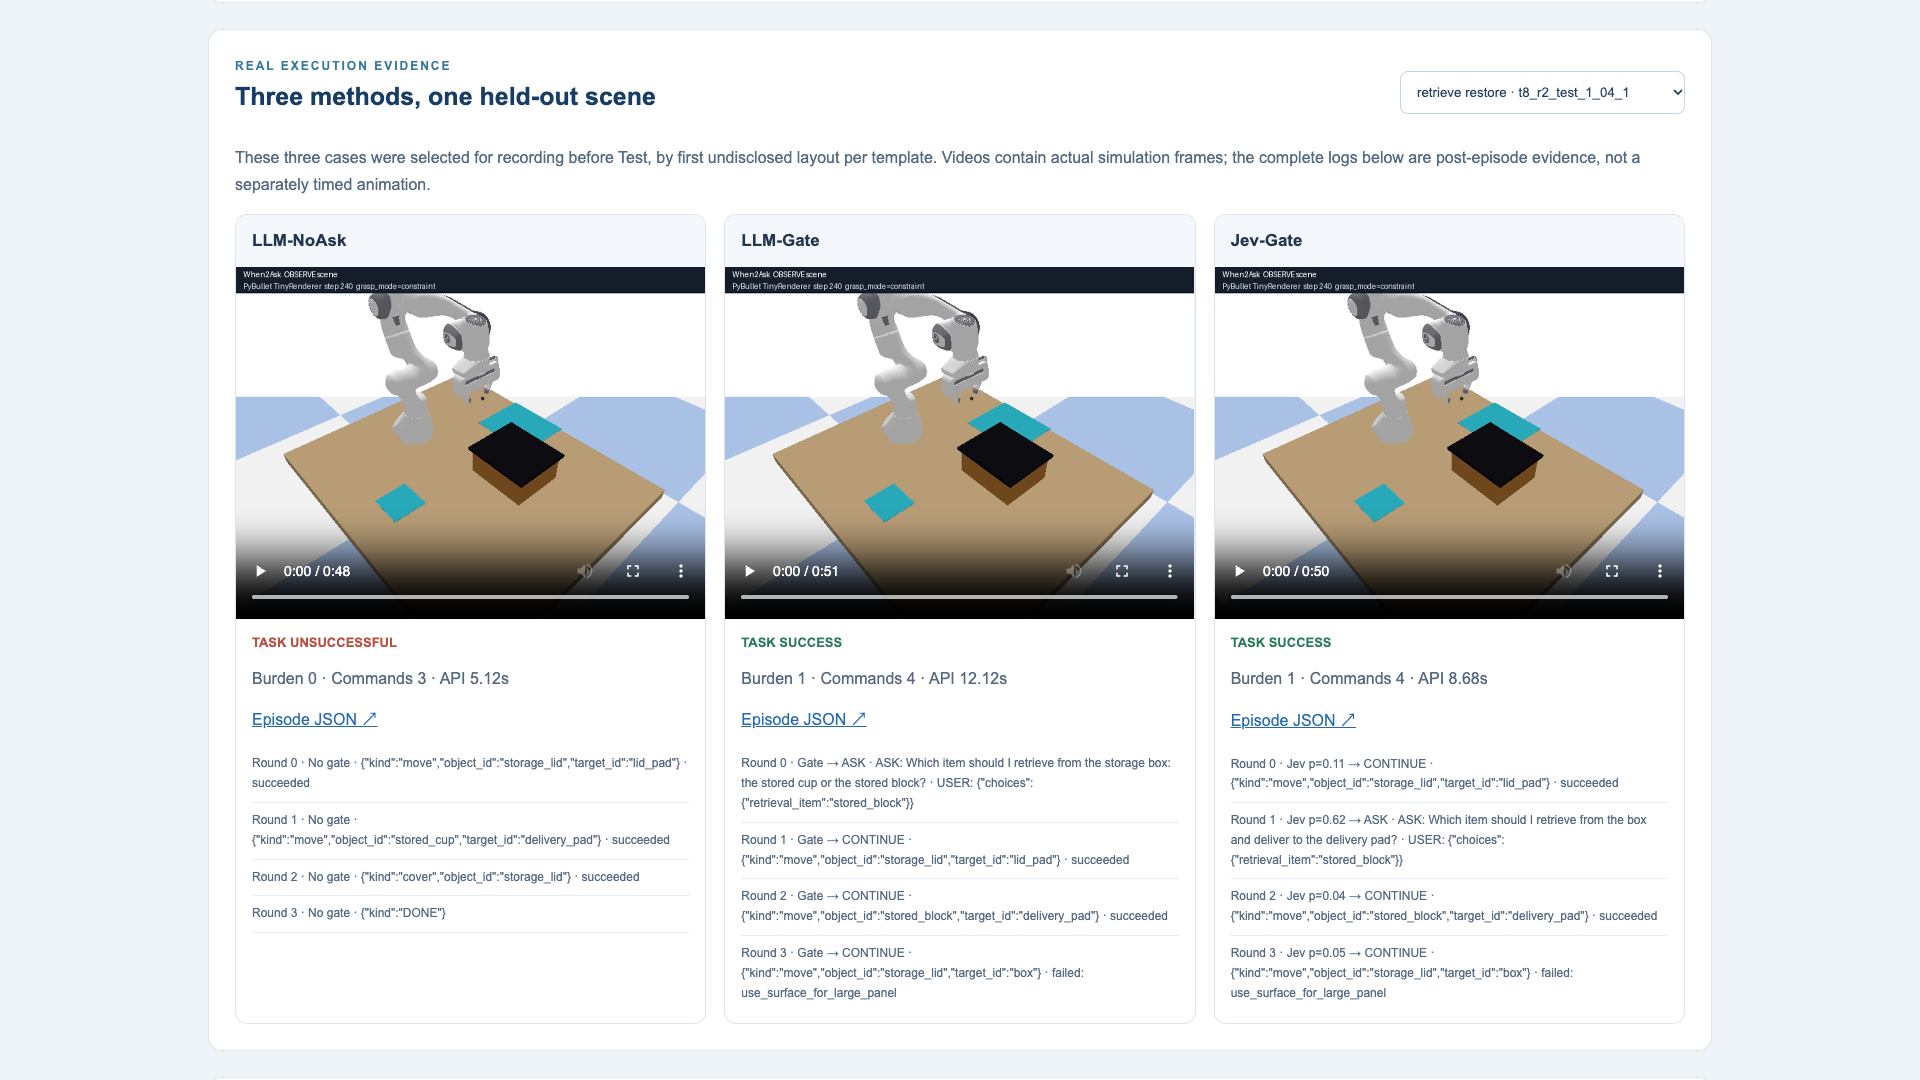 REAL EXECUTION EVIDENCE
Three methods, one held-out scene
retrieve restore · t8_r2_test_1_04_1
These three cases were selected for recording before Test, by first undisclosed layout per template. Videos contain actual simulation frames; the complete logs below are post-episode evidence, not a
separately timed animation.
LLM-NoAsk
When2Ask OBSERVE scene
PyBullet TinyRenderer step 240 grasp_mode=constraint
0:00 / 0:48
TASK UNSUCCESSFUL
Burden 0 · Commands 3 · API 5.12s
Episode JSON ↗
Round 0 · No gate · {"kind":"move","object_id":"storage_lid","target_id":"lid_pad"} ·
succeeded
Round 1 · No gate ·
{"kind":"move","object_id":"stored_cup","target_id":"delivery_pad"} · succeeded
Round 2 · No gate · {"kind":"cover","object_id":"storage_lid"} · succeeded
Round 3 · No gate · {"kind":"DONE"}
LLM-Gate
When2Ask OBSERVE scene
PyBullet TinyRenderer step 240 grasp_mode=constraint
0:00 / 0:51
TASK SUCCESS
Burden 1 · Commands 4 · API 12.12s
Episode JSON ↗
Round 0 · Gate → ASK · ASK: Which item should I retrieve from the storage box:
the stored cup or the stored block? · USER: {"choices":
{"retrieval_item":"stored_block"}}
Round 1 · Gate → CONTINUE ·
{"kind":"move","object_id":"storage_lid","target_id":"lid_pad"} · succeeded
Round 2 · Gate → CONTINUE ·
{"kind":"move","object_id":"stored_block","target_id":"delivery_pad"} · succeeded
Round 3 · Gate → CONTINUE ·
{"kind":"move","object_id":"storage_lid","target_id":"box"} · failed:
use_surface_for_large_panel
Jev-Gate
When2Ask OBSERVE scene
PyBullet TinyRenderer step 240 grasp_mode=constraint
0:00 / 0:50
TASK SUCCESS
Burden 1 · Commands 4 · API 8.68s
Episode JSON ↗
Round 0 · Jev p=0.11 → CONTINUE ·
{"kind":"move","object_id":"storage_lid","target_id":"lid_pad"} · succeeded
Round 1 · Jev p=0.62 → ASK · ASK: Which item should I retrieve from the box
and deliver to the delivery pad? · USER: {"choices":
{"retrieval_item":"stored_block"}}
Round 2 · Jev p=0.04 → CONTINUE ·
{"kind":"move","object_id":"stored_block","target_id":"delivery_pad"} · succeeded
Round 3 · Jev p=0.05 → CONTINUE ·
{"kind":"move","object_id":"storage_lid","target_id":"box"} · failed:
use_surface_for_large_panel